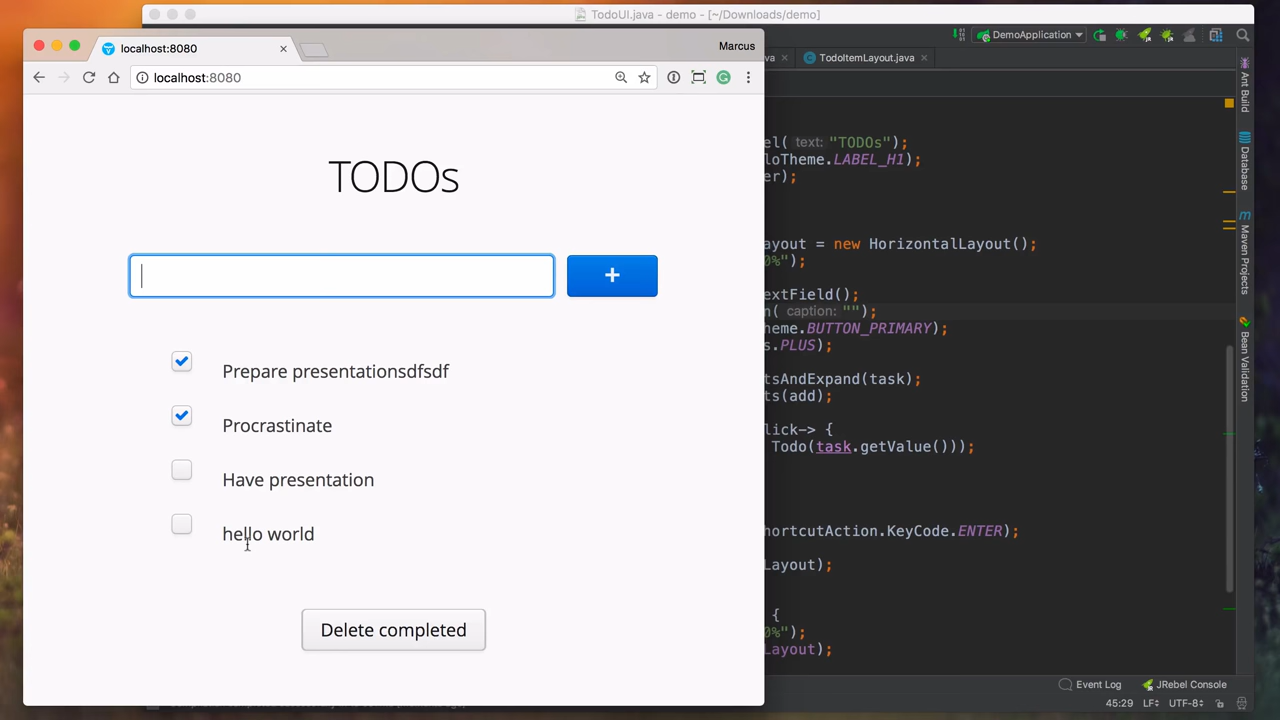 TodoUI.java - demo - [~/Downloads/demo]
localhost:8080
Marcus
DemoApplication
localhost:8080
va
TodoItemLayout.java
Ant Build
Database
Maven Projects
Bean Validation
TODOs
+
Prepare presentationsdfsdf
Procrastinate
Have presentation
hello world
Delete completed
el( text: "TODOs");
loTheme.LABEL_HI);
er);
ayout = new HorizontalLayout();
0%");
extField();
n( caption: "");
heme.BUTTON_PRIMARY);
s.PLUS);
tsAndExpand(task);
ts(add);
lick-> {
Todo(task.getValue()));
hortcutAction.KeyCode.ENTER);
Layout);
{
0%");
Layout);
Event Log
JRebel Console
45:29 LF÷ UTF-8÷